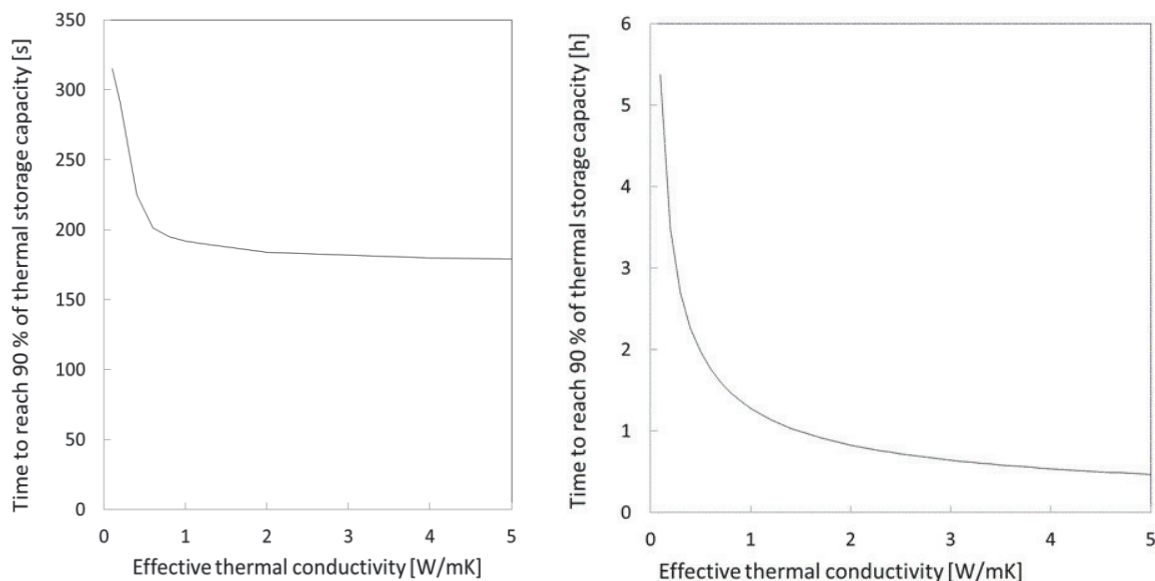 Time to reach 90 % of thermal storage capacity [s]
350
300
250
200
150
100
50
0
0 1 2 3 4 5
Effective thermal conductivity [W/mK]
Time to reach 90 % of thermal storage capacity [h]
6
5
4
3
2
1
0
0 1 2 3 4 5
Effective thermal conductivity [W/mK]